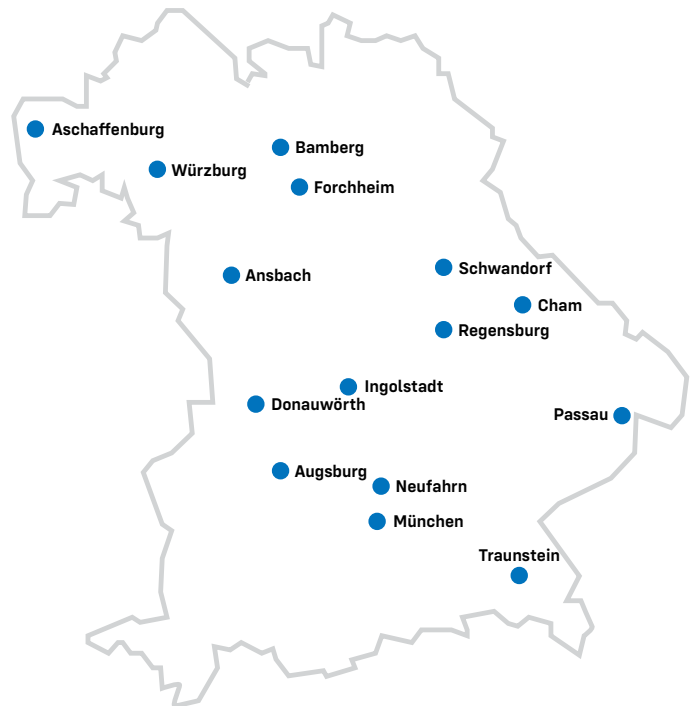 Aschaffenburg
Bamberg
Würzburg
Forchheim
Schwandorf
Ansbach
Cham
Regensburg
Ingolstadt
Donauwörth
Passau
Augsburg
Neufahrn
München
Traunstein